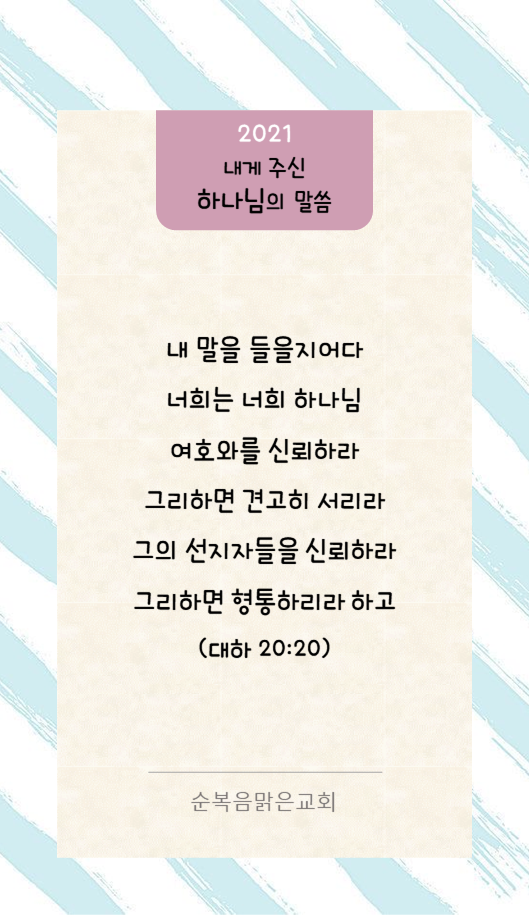 2021
내게 주신
하나님의 말씀
내 말을 들을지어다
너희는 너희 하나님
여호와를 신뢰하라
그리하면 견고히 서리라
그의 선지자들을 신뢰하라
그리하면 형통하리라 하고
(대하 20:20)
순복음맑은교회